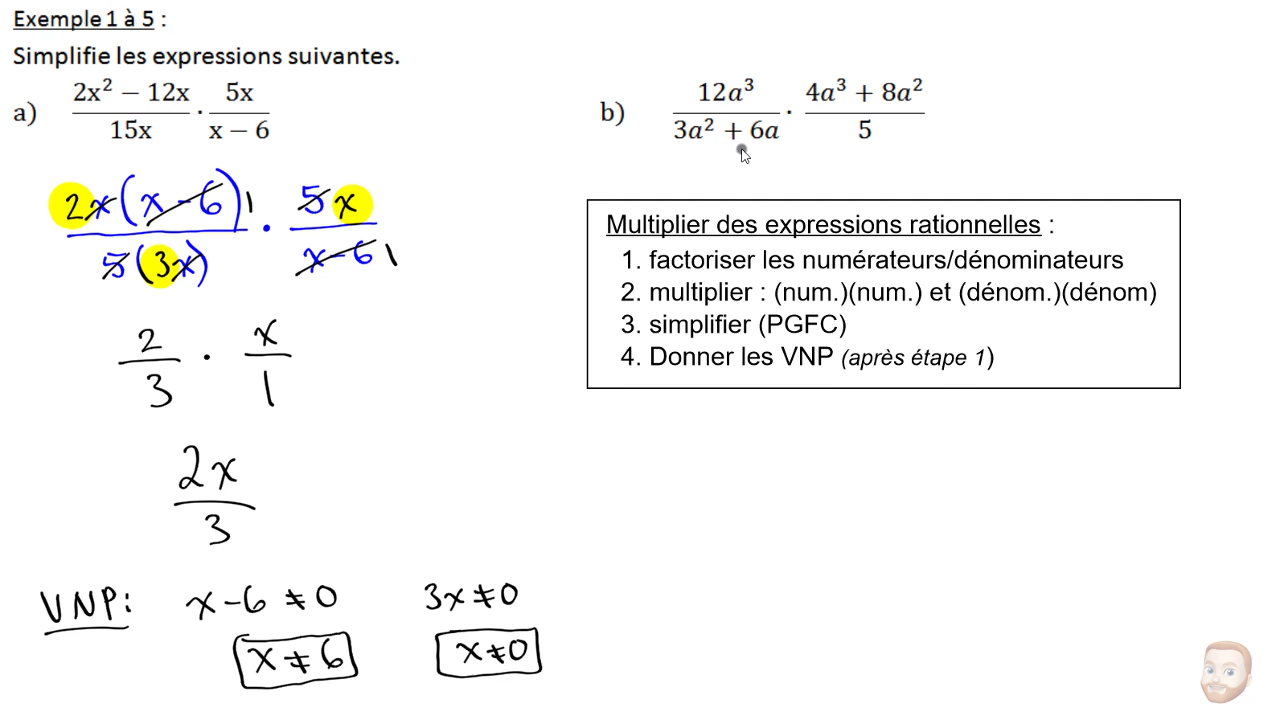 Exemple 1 à 5 :
Simplifie les expressions suivantes.
a) (2x² − 12x)/(15x) · (5x)/(x − 6)
2x(x-6) 1 / 5(3x) · 5x / x-6 1
2/3 · x/1
2x/3
VNP: x-6 ≠ 0 3x ≠ 0
x ≠ 6 x ≠ 0
b) (12a³)/(3a² + 6a) · (4a³ + 8a²)/5
Multiplier des expressions rationnelles :
1. factoriser les numérateurs/dénominateurs
2. multiplier : (num.)(num.) et (dénom.)(dénom)
3. simplifier (PGFC)
4. Donner les VNP (après étape 1)